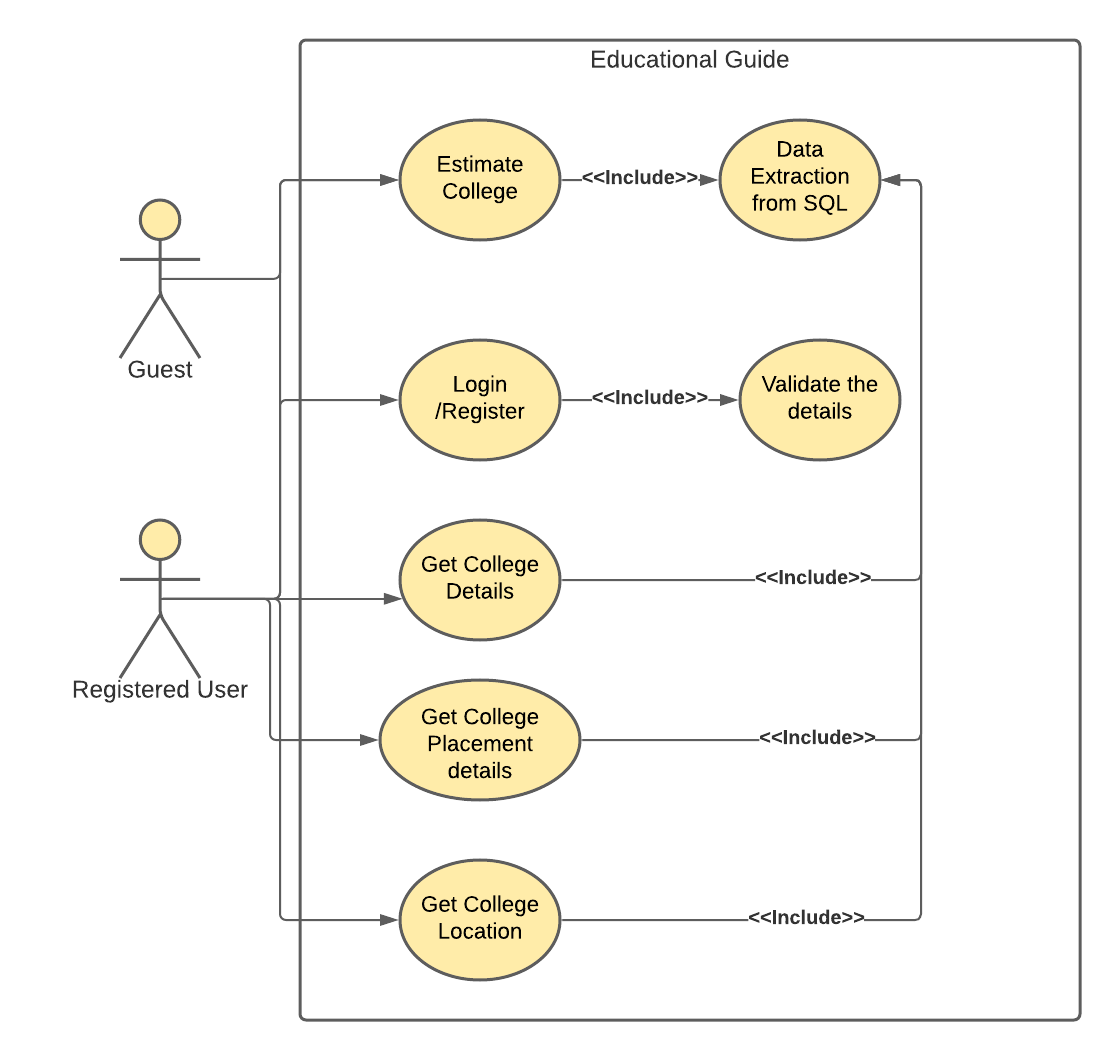 Educational Guide
Estimate
College
<<Include>>
Data
Extraction
from SQL
Guest
Login
/Register
<<Include>>
Validate the
details
Registered User
Get College
Details
<<Include>>
Get College
Placement
details
<<Include>>
Get College
Location
<<Include>>